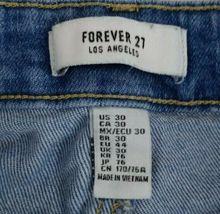 FOREVER 21
LOS ANGELES
US 30
CA 30
MX/ECU 30
BR 30
EU 44
UK 30
KR 76
JP 76
CN 170/76A
MADE IN VIETNAM